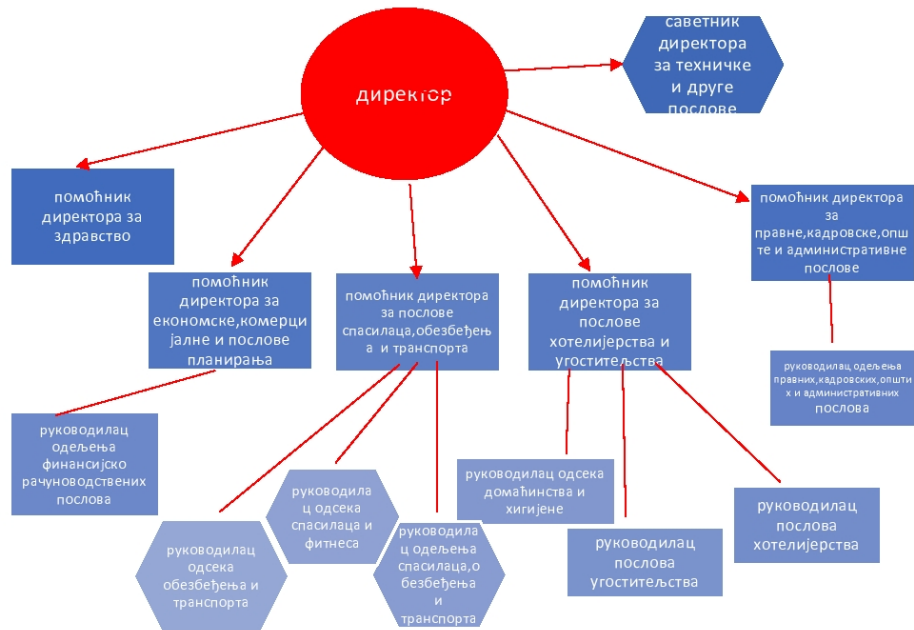 саветник
директора
за техничке
и друге
послове
директор
помоћник
директора за
здравство
помоћник директора
за
правне,кадровске,опш
те и административне
послове
помоћник
директора за
економске,комерци
јалне и послове
планирања
помоћник директора
за послове
спасилаца,обезбеђењ
а и транспорта
помоћник
директора за
послове
хотелијерства и
угоститељства
руководилац одељења
правних,кадровских,општи
х и административних
послова
руководилац
одељења
финансијско
рачуноводствених
послова
руководила
ц одсека
спасилаца и
фитнеса
руководилац одсека
домаћинства и
хигијене
руководилац
послова
хотелијерства
руководилац
одсека
обезбеђења и
транспорта
руководила
ц одељења
спасилаца,о
безбеђења
и
транспорта
руководилац
послова
угоститељства